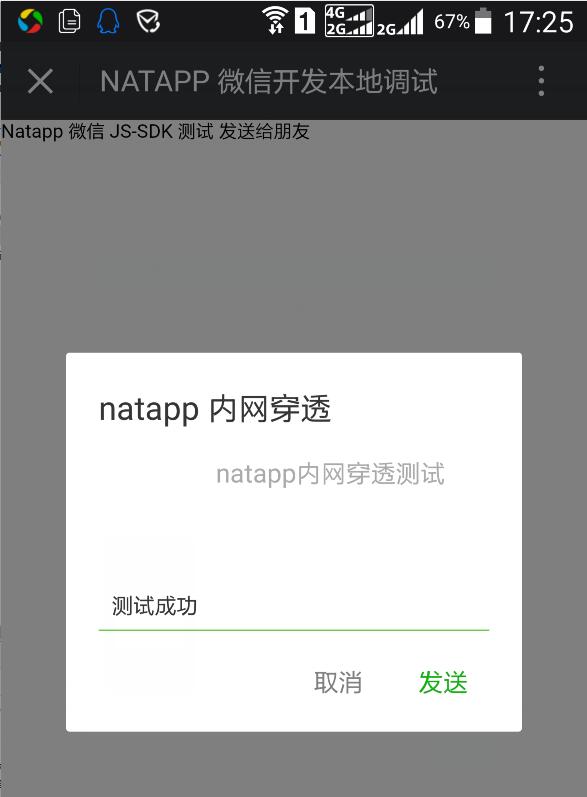 1 4G 2G 2G 67% 17:25
NATAPP 微信开发本地调试
Natapp 微信 JS-SDK 测试 发送给朋友
natapp 内网穿透
natapp内网穿透测试
测试成功
取消 发送